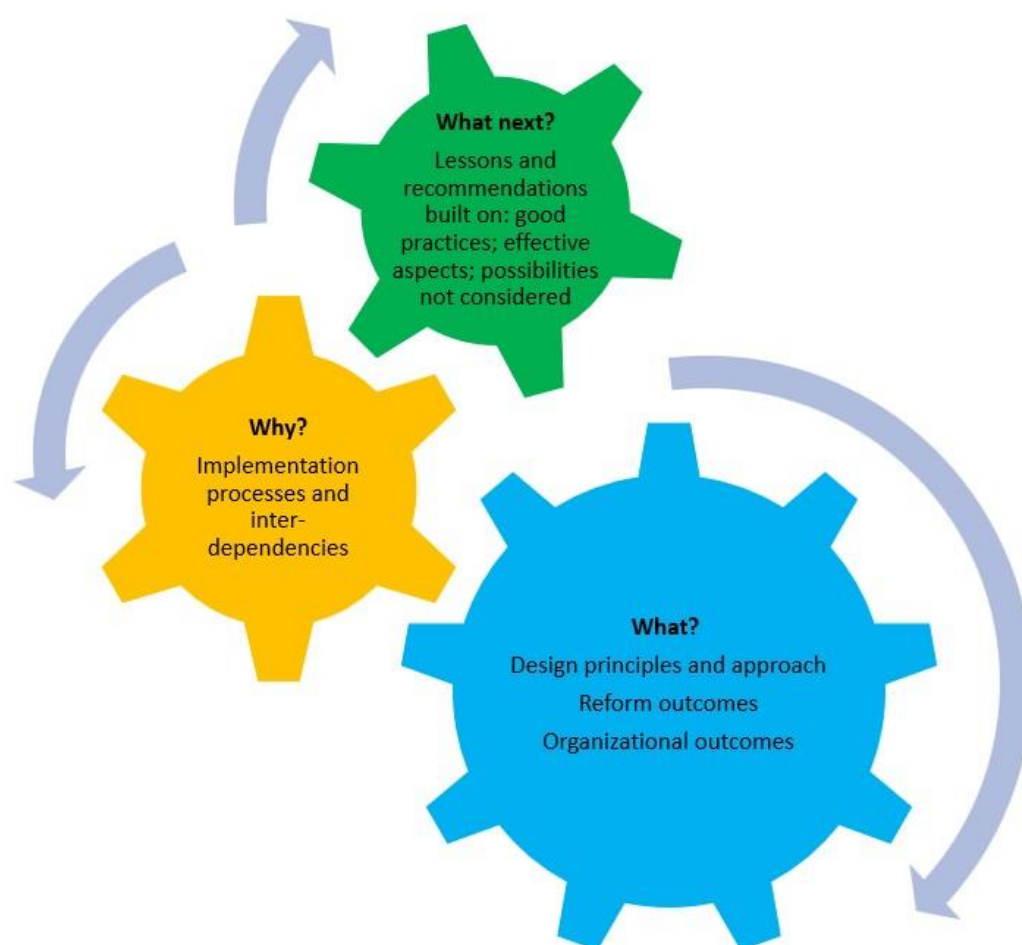 What next?
Lessons and
recommendations
built on: good
practices; effective
aspects; possibilities
not considered
Why?
Implementation
processes and
inter-
dependencies
What?
Design principles and approach
Reform outcomes
Organizational outcomes